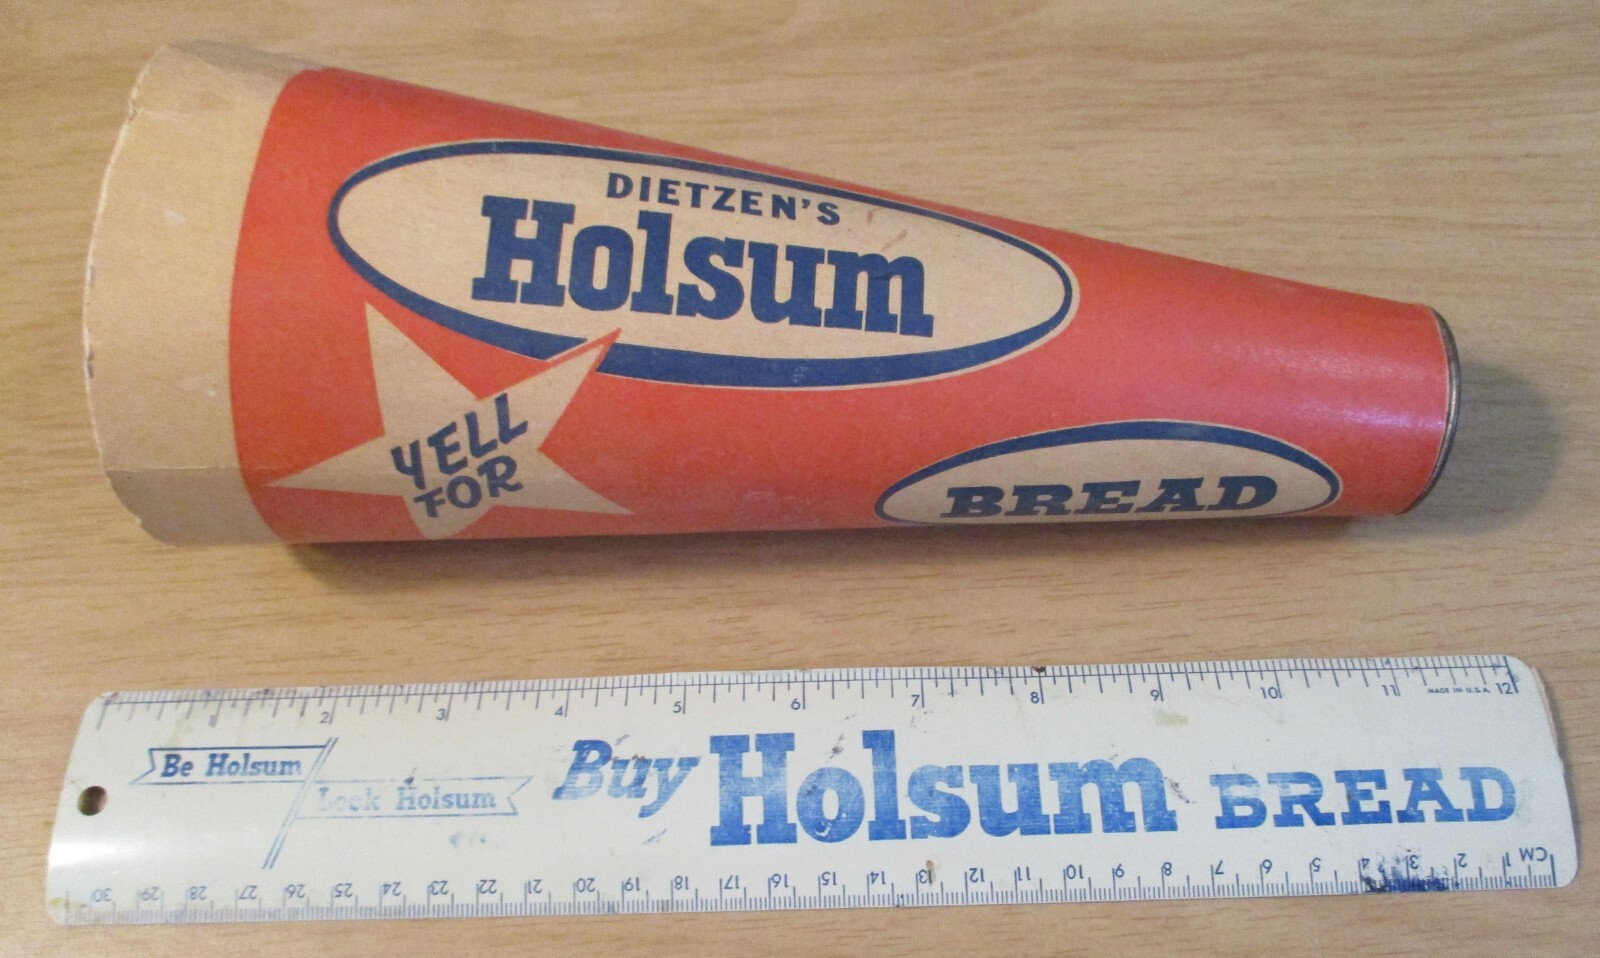 DIETZEN'S
Holsum
YELL
FOR
BREAD
1 2 3 4 5 6 7 8 9 10 11 MADE IN U.S.A. 12
Be Holsum
Look Holsum
Buy Holsum BREAD
30 29 28 27 26 25 24 23 22 21 20 19 18 17 16 15 14 13 12 11 10 9 8 7 6 5 4 3 2 1 CM